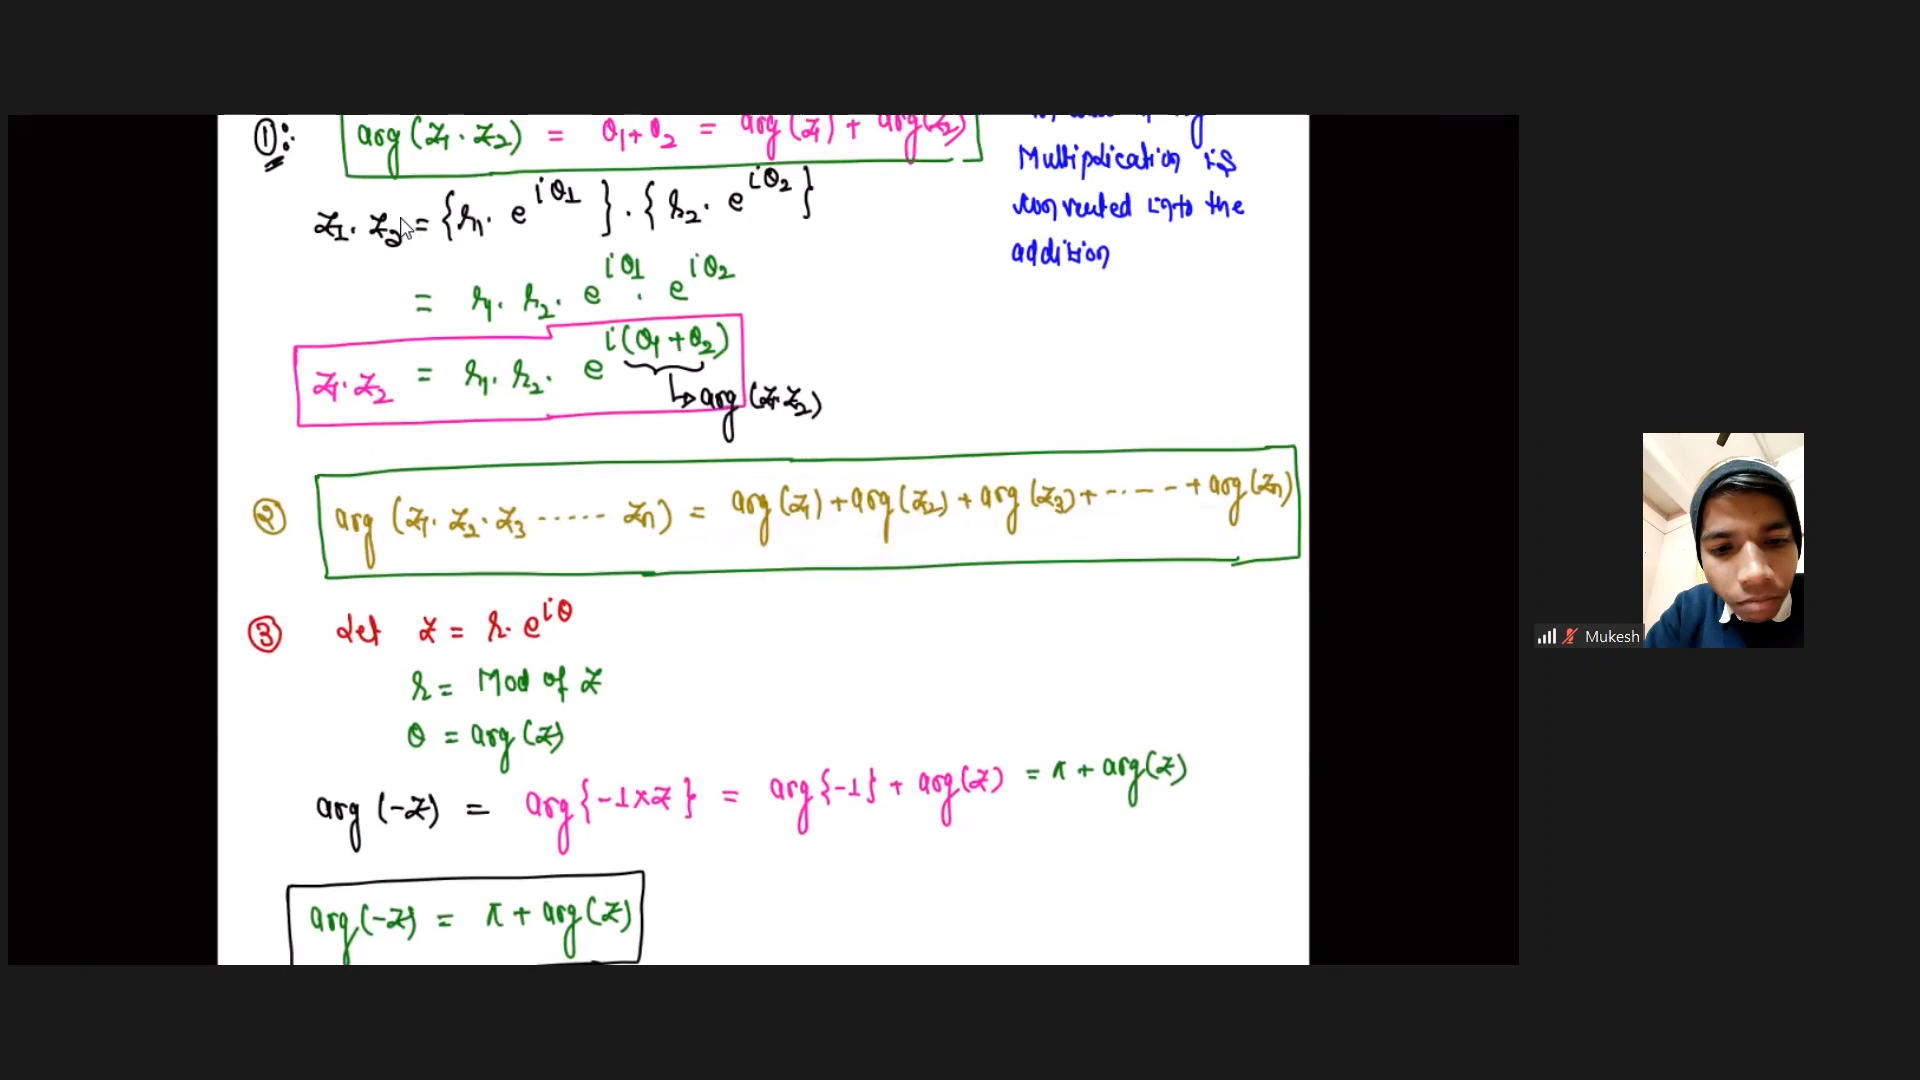 ①: arg (z₁ . z₂) = θ₁+θ₂ = arg (z₁) + arg(z₂)
Multiplication is
converted into the
addition
z₁ . z₂ = {r₁. e^{iθ₁} } . { r₂. e^{iθ₂} }
= r₁. r₂. e^{iθ₁} . e^{iθ₂}
z₁.z₂ = r₁. r₂. e^{i(θ₁+θ₂)}
↳ arg (z₁.z₂)
② arg (z₁. z₂. z₃ ...... zₙ) = arg (z₁) + arg (z₂) + arg (z₃) + ..--- + arg (zₙ)
③ Let z = r. e^{iθ}
r = Mod of z
θ = arg (z)
arg (-z) = arg {-1×z} = arg {-1} + arg(z) = π + arg(z)
arg(-z) = π + arg(z)
Mukesh